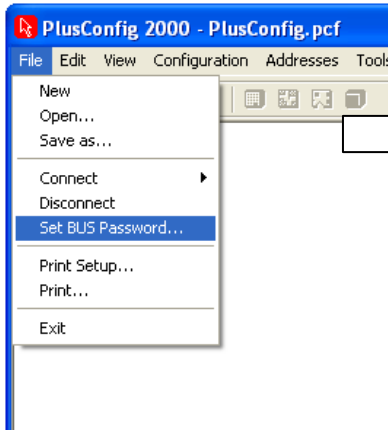 PlusConfig 2000 - PlusConfig.pcf
File Edit View Configuration Addresses Tools
New
Open...
Save as...
Connect
Disconnect
Set BUS Password...
Print Setup...
Print...
Exit